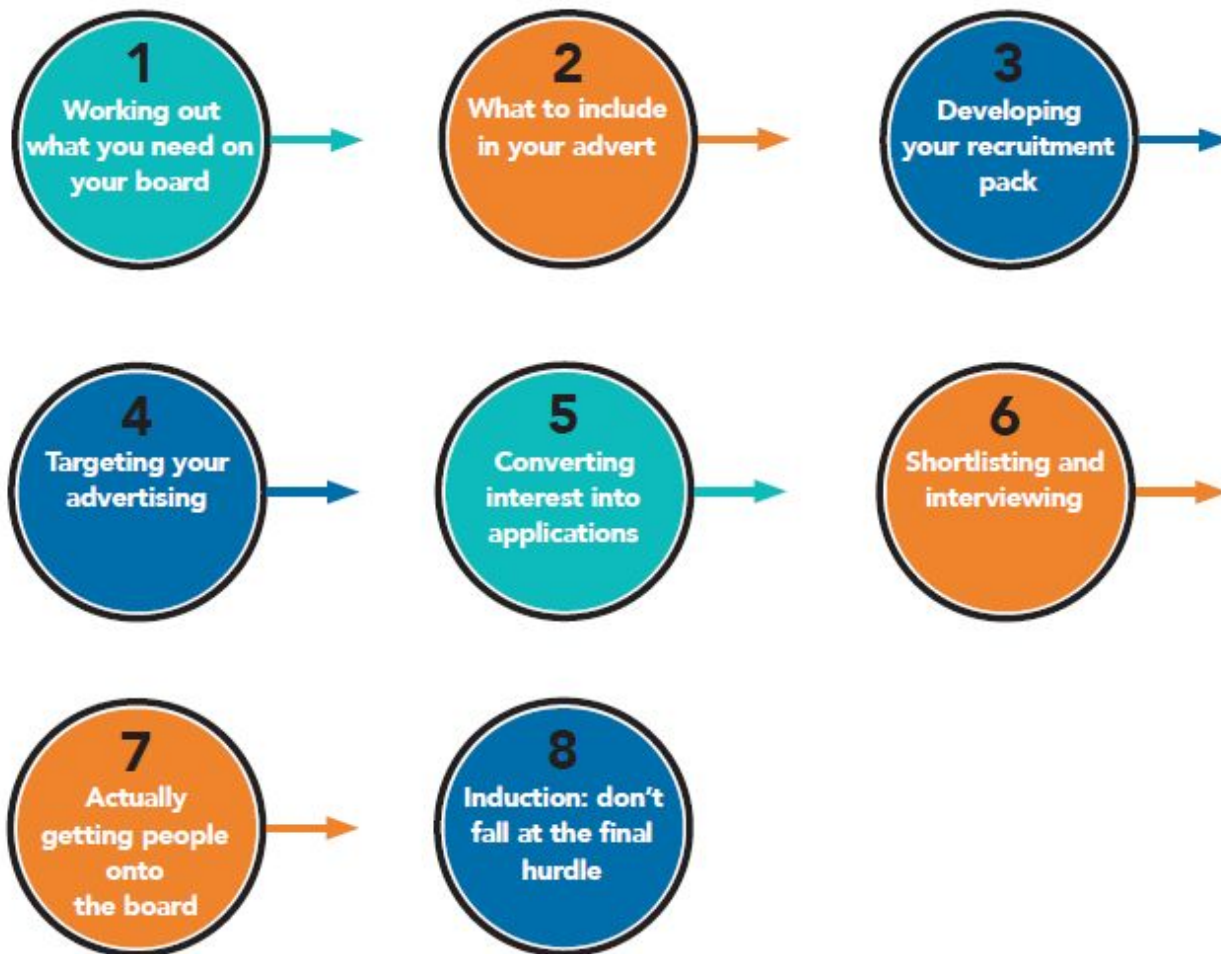 1
Working out
what you need on
your board
2
What to include
in your advert
3
Developing
your recruitment
pack
4
Targeting your
advertising
5
Converting
interest into
applications
6
Shortlisting and
interviewing
7
Actually
getting people
onto
the board
8
Induction: don’t
fall at the final
hurdle